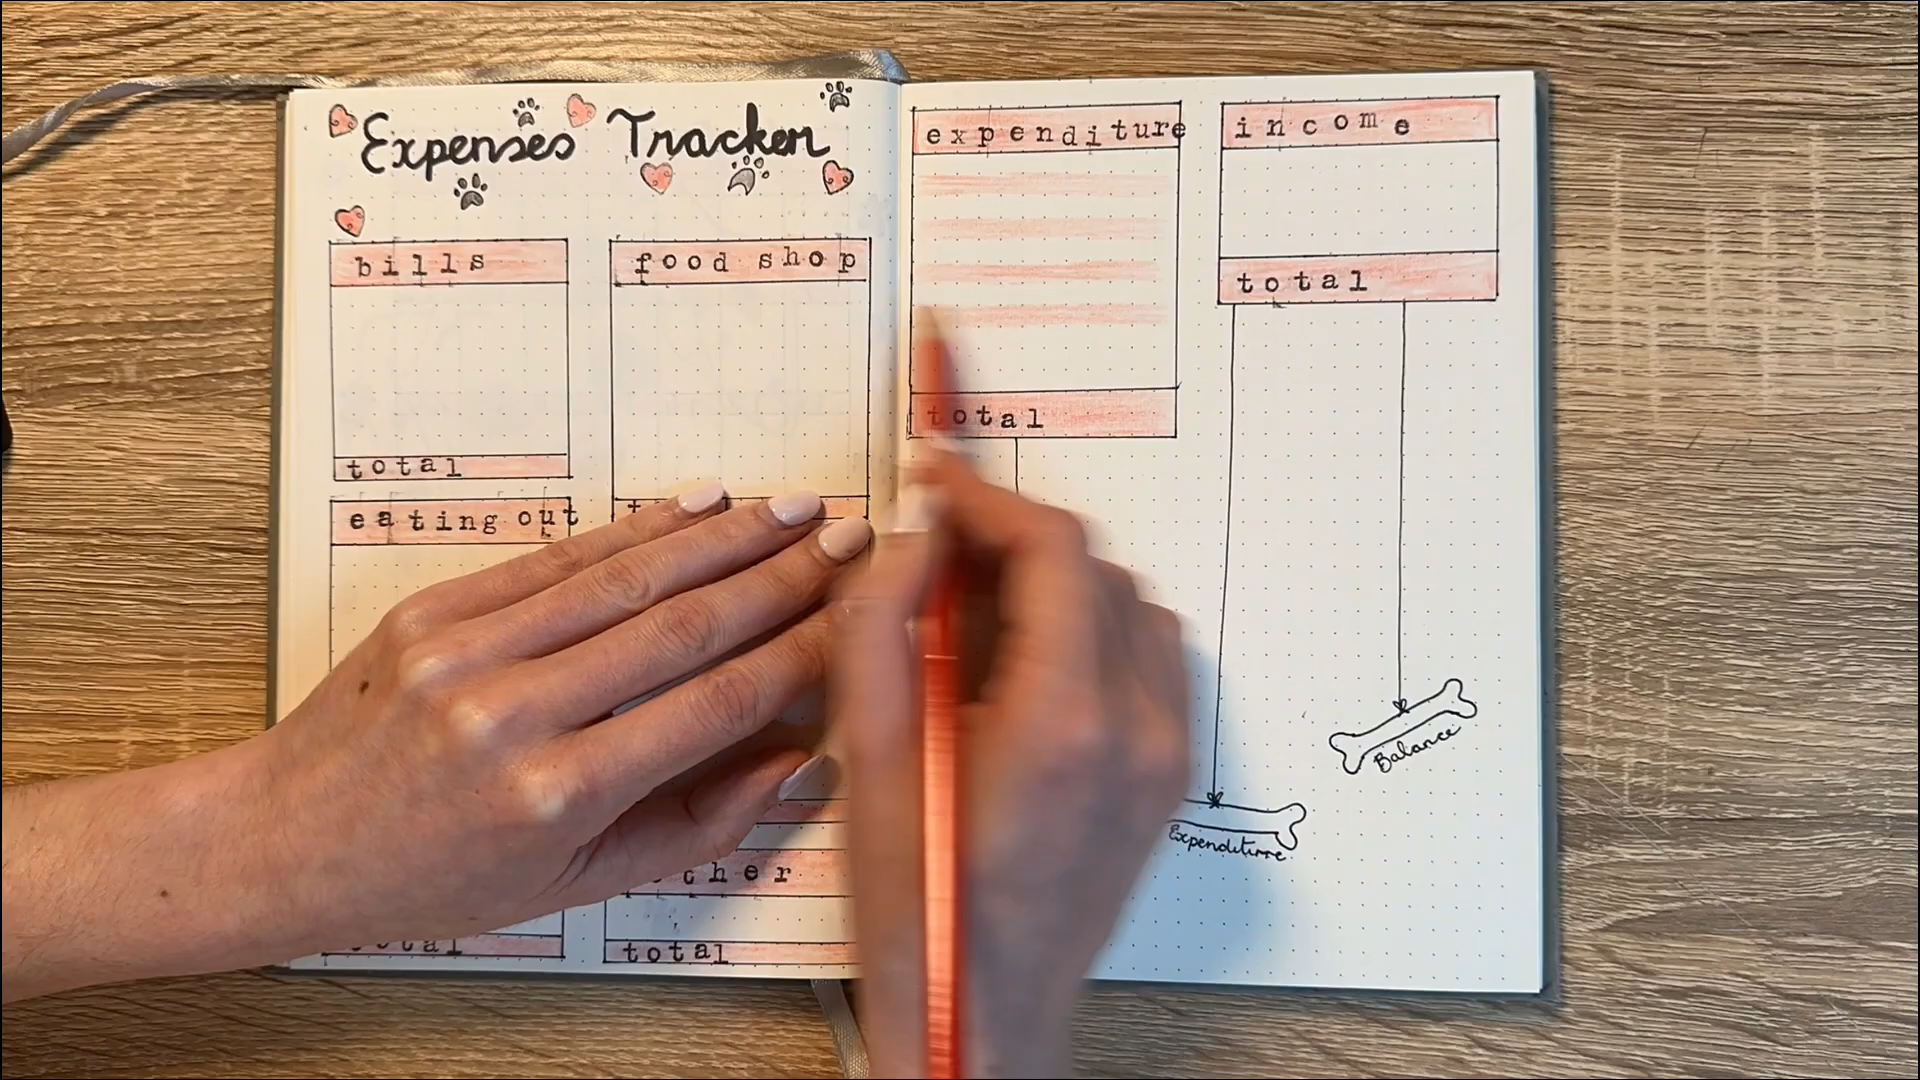 Expenses Tracker
bills
total
eating out
total
food shop
total
expenditure
total
income
total
Balance
Expenditure